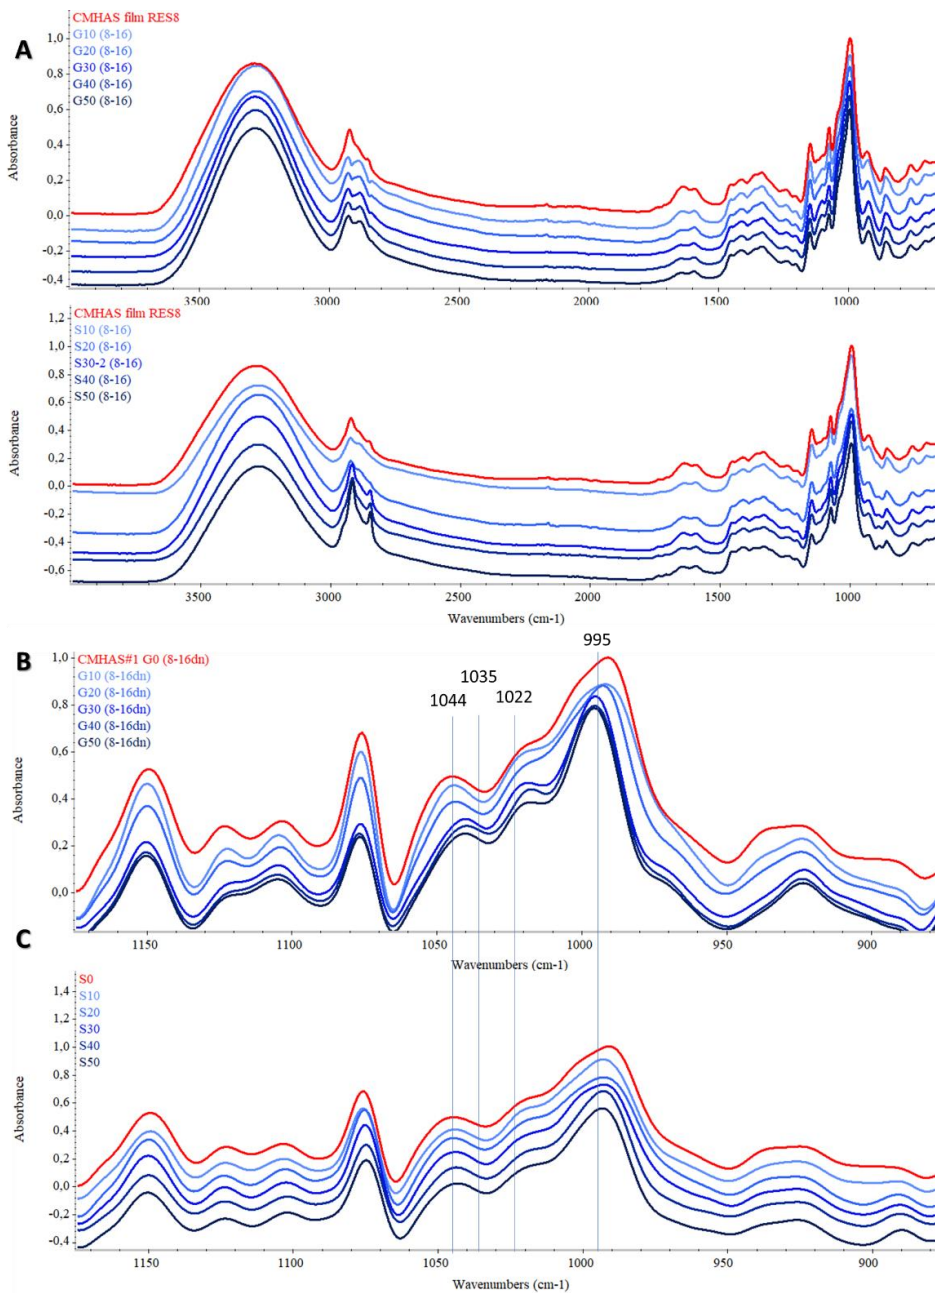 A
CMHAS film RES8
G10 (8-16)
G20 (8-16)
G30 (8-16)
G40 (8-16)
G50 (8-16)
1,0
0,8
0,6
0,4
0,2
0,0
-0,2
-0,4
Absorbance
3500 3000 2500 2000 1500 1000
CMHAS film RES8
S10 (8-16)
S20 (8-16)
S30-2 (8-16)
S40 (8-16)
S50 (8-16)
1,2
1,0
0,8
0,6
0,4
0,2
0,0
-0,2
-0,4
-0,6
Absorbance
3500 3000 2500 2000 1500 1000
Wavenumbers (cm-1)
B
CMHAS#1 G0 (8-16dn)
G10 (8-16dn)
G20 (8-16dn)
G30 (8-16dn)
G40 (8-16dn)
G50 (8-16dn)
1044
1035
1022
995
1,0
0,8
0,6
0,4
0,2
0,0
Absorbance
1150 1100 1050 1000 950 900
Wavenumbers (cm-1)
C
S0
S10
S20
S30
S40
S50
1,4
1,2
1,0
0,8
0,6
0,4
0,2
0,0
-0,2
-0,4
Absorbance
1150 1100 1050 1000 950 900
Wavenumbers (cm-1)